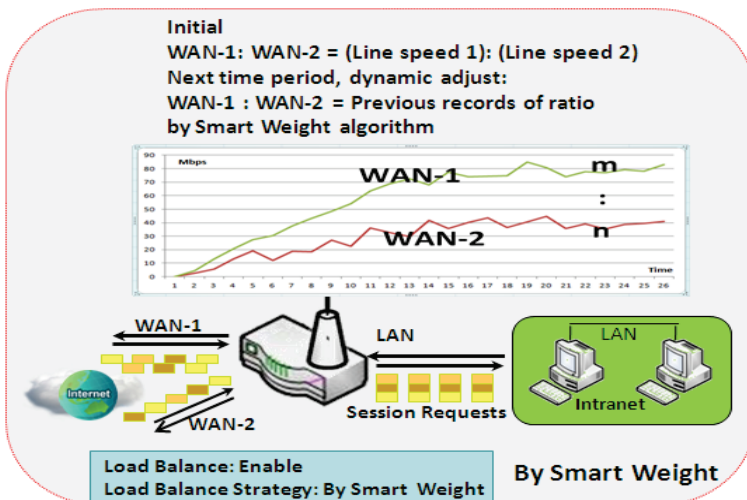 Initial
WAN-1: WAN-2 = (Line speed 1): (Line speed 2)
Next time period, dynamic adjust:
WAN-1 : WAN-2 = Previous records of ratio
by Smart Weight algorithm
90
80
70
60
50
40
30
20
10
0
Mbps
WAN-1
WAN-2
m
:
n
Time
1 2 3 4 5 6 7 8 9 10 11 12 13 14 15 16 17 18 19 20 21 22 23 24 25 26
WAN-1
Internet
WAN-2
LAN
Session Requests
LAN
Intranet
Load Balance: Enable
Load Balance Strategy: By Smart Weight
By Smart Weight